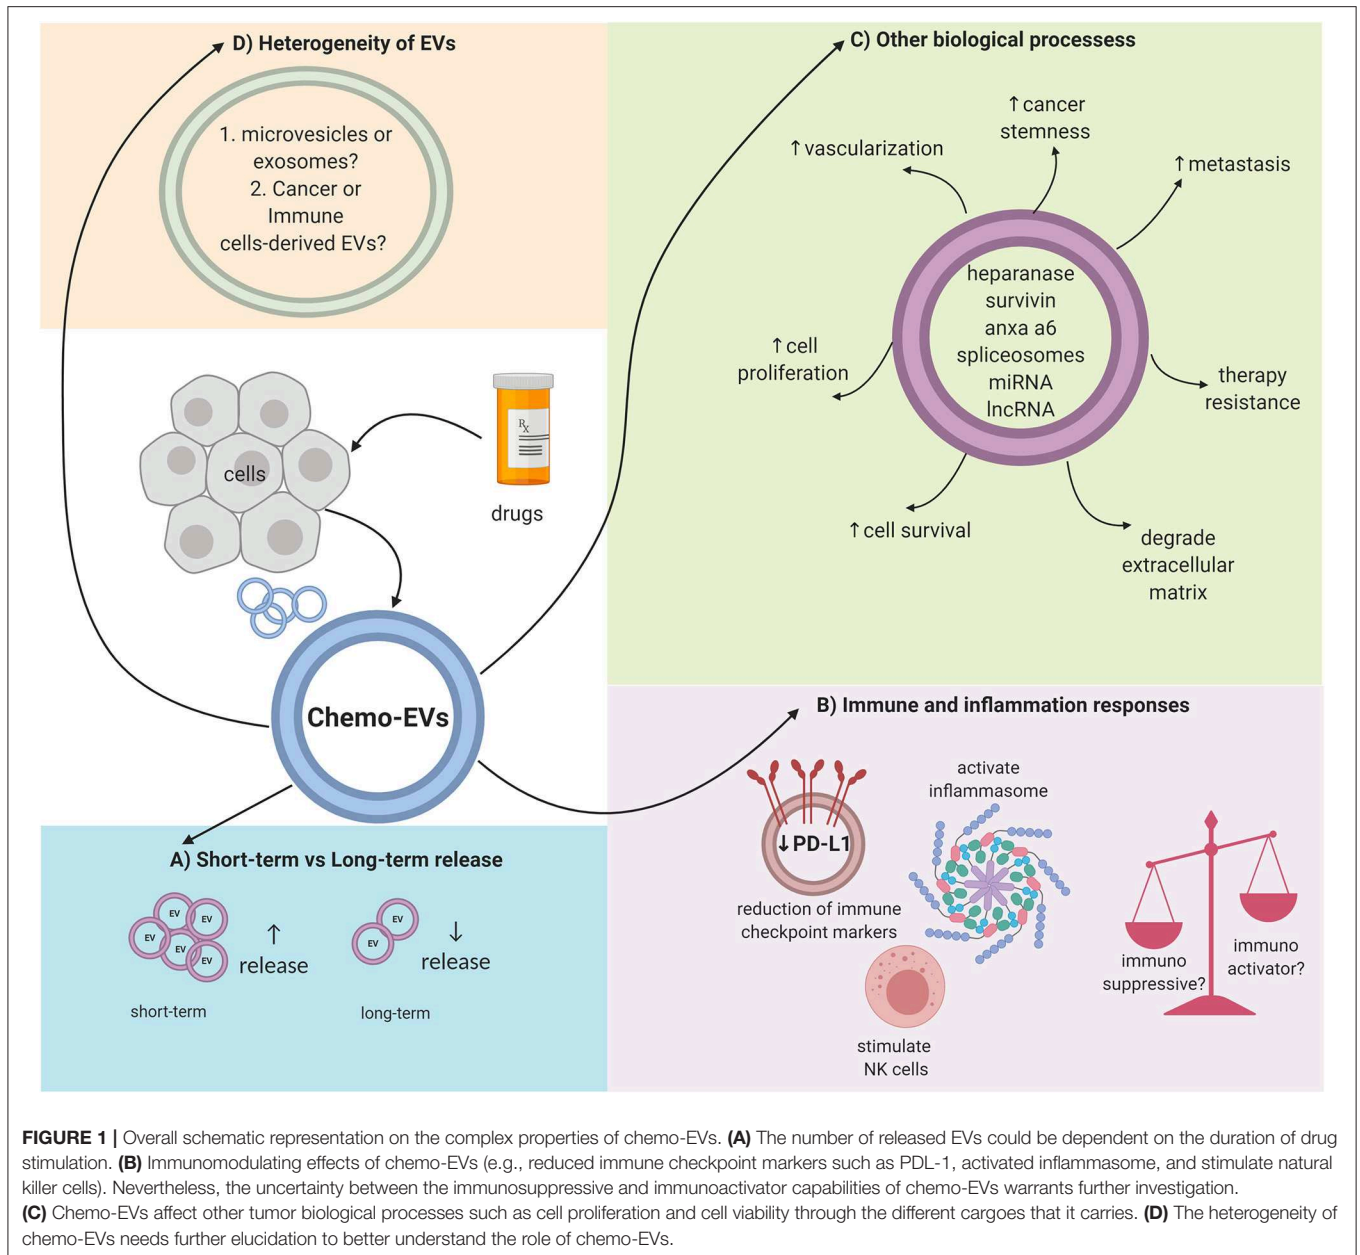 D) Heterogeneity of EVs
1. microvesicles or
exosomes?
2. Cancer or
Immune
cells-derived EVs?
C) Other biological processess
↑ cancer
stemness
↑ vascularization
↑ metastasis
heparanase
survivin
anxa a6
spliceosomes
miRNA
lncRNA
↑ cell
proliferation
therapy
resistance
↑ cell survival
degrade
extracellular
matrix
cells
Rx
drugs
Chemo-EVs
B) Immune and inflammation responses
activate
inflammasome
↓ PD-L1
reduction of immune
checkpoint markers
stimulate
NK cells
immuno
suppressive?
immuno
activator?
A) Short-term vs Long-term release
EV
EV
EV
EV
EV
↑
release
short-term
EV
EV
↓
release
long-term
FIGURE 1 | Overall schematic representation on the complex properties of chemo-EVs. (A) The number of released EVs could be dependent on the duration of drug
stimulation. (B) Immunomodulating effects of chemo-EVs (e.g., reduced immune checkpoint markers such as PDL-1, activated inflammasome, and stimulate natural
killer cells). Nevertheless, the uncertainty between the immunosuppressive and immunoactivator capabilities of chemo-EVs warrants further investigation.
(C) Chemo-EVs affect other tumor biological processes such as cell proliferation and cell viability through the different cargoes that it carries. (D) The heterogeneity of
chemo-EVs needs further elucidation to better understand the role of chemo-EVs.